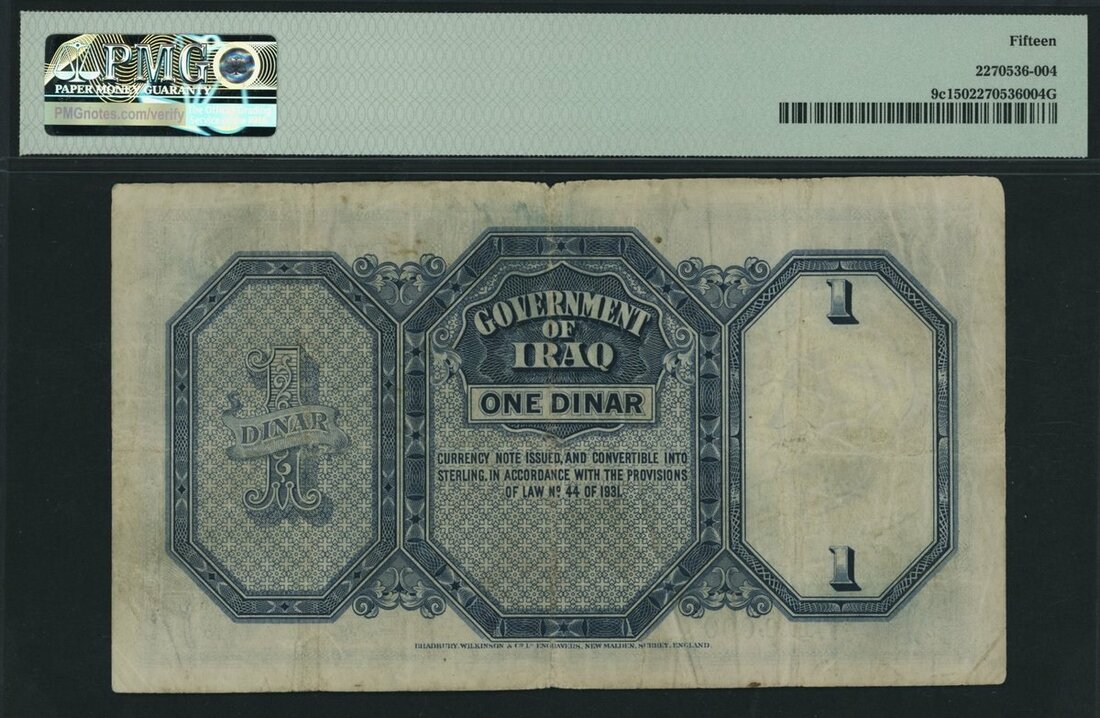 PMG
PAPER MONEY GUARANTY
PMGnotes.com/verify
Fifteen
2270536-004
9c1502270536004G
GOVERNMENT
OF
IRAQ
ONE DINAR
CURRENCY NOTE ISSUED, AND CONVERTIBLE INTO
STERLING, IN ACCORDANCE WITH THE PROVISIONS
OF LAW Nº 44 OF 1931.
1
DINAR
1
1
BRADBURY, WILKINSON & Cº Lᵈ ENGRAVERS, NEW MALDEN, SURREY, ENGLAND.